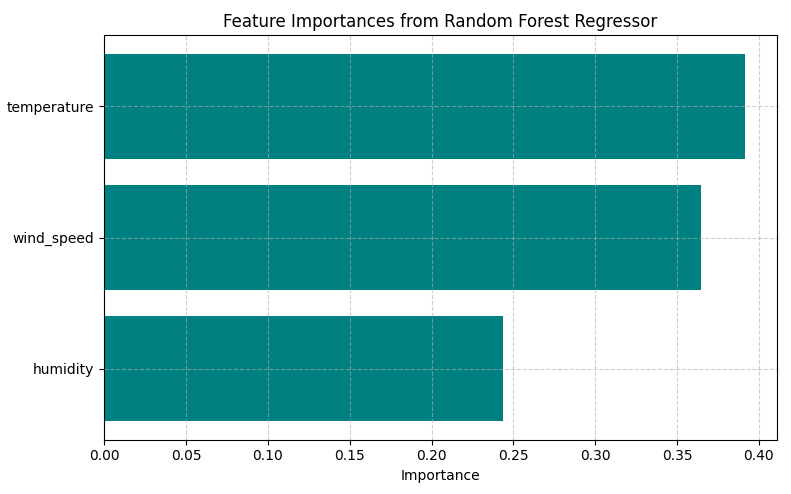 Feature Importances from Random Forest Regressor
temperature
wind_speed
humidity
0.00 0.05 0.10 0.15 0.20 0.25 0.30 0.35 0.40
Importance